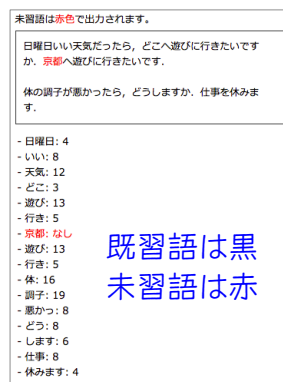 未習語は赤色で出力されます。
日曜日いい天気だったら，どこへ遊びに行きたいです
か．京都へ遊びに行きたいです．
体の調子が悪かったら，どうしますか．仕事を休みま
す．
- 日曜日: 4
- いい: 8
- 天気: 12
- どこ: 3
- 遊び: 13
- 行き: 5
- 京都: なし
- 遊び: 13
- 行き: 5
- 体: 16
- 調子: 19
- 悪かっ: 8
- どう: 8
- します: 6
- 仕事: 8
- 休みます: 4
既習語は黒
未習語は赤